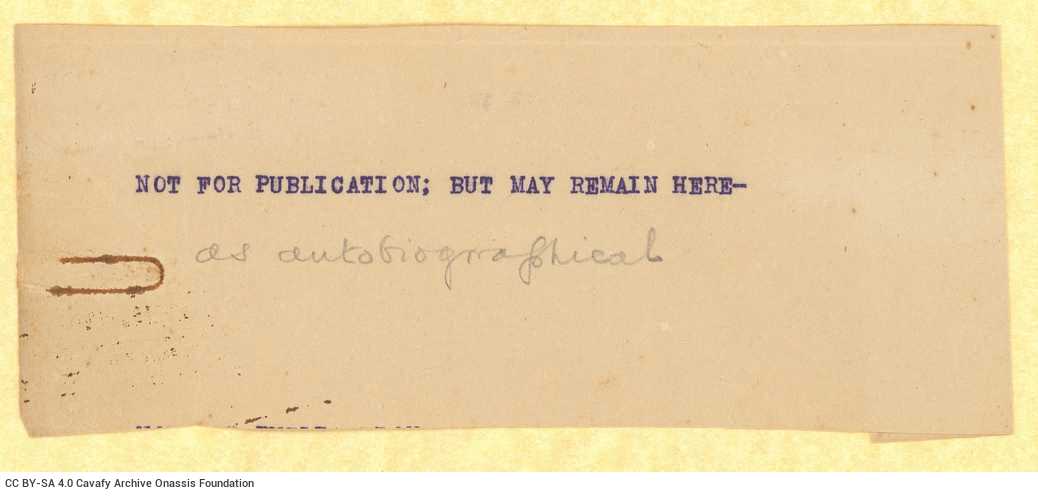 NOT FOR PUBLICATION; BUT MAY REMAIN HERE—
as autobiographical
CC BY-SA 4.0 Cavafy Archive Onassis Foundation